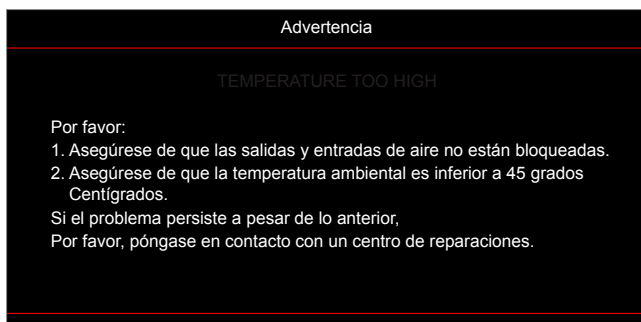 Advertencia
TEMPERATURE TOO HIGH
Por favor:
1. Asegúrese de que las salidas y entradas de aire no están bloqueadas.
2. Asegúrese de que la temperatura ambiental es inferior a 45 grados
Centígrados.
Si el problema persiste a pesar de lo anterior,
Por favor, póngase en contacto con un centro de reparaciones.